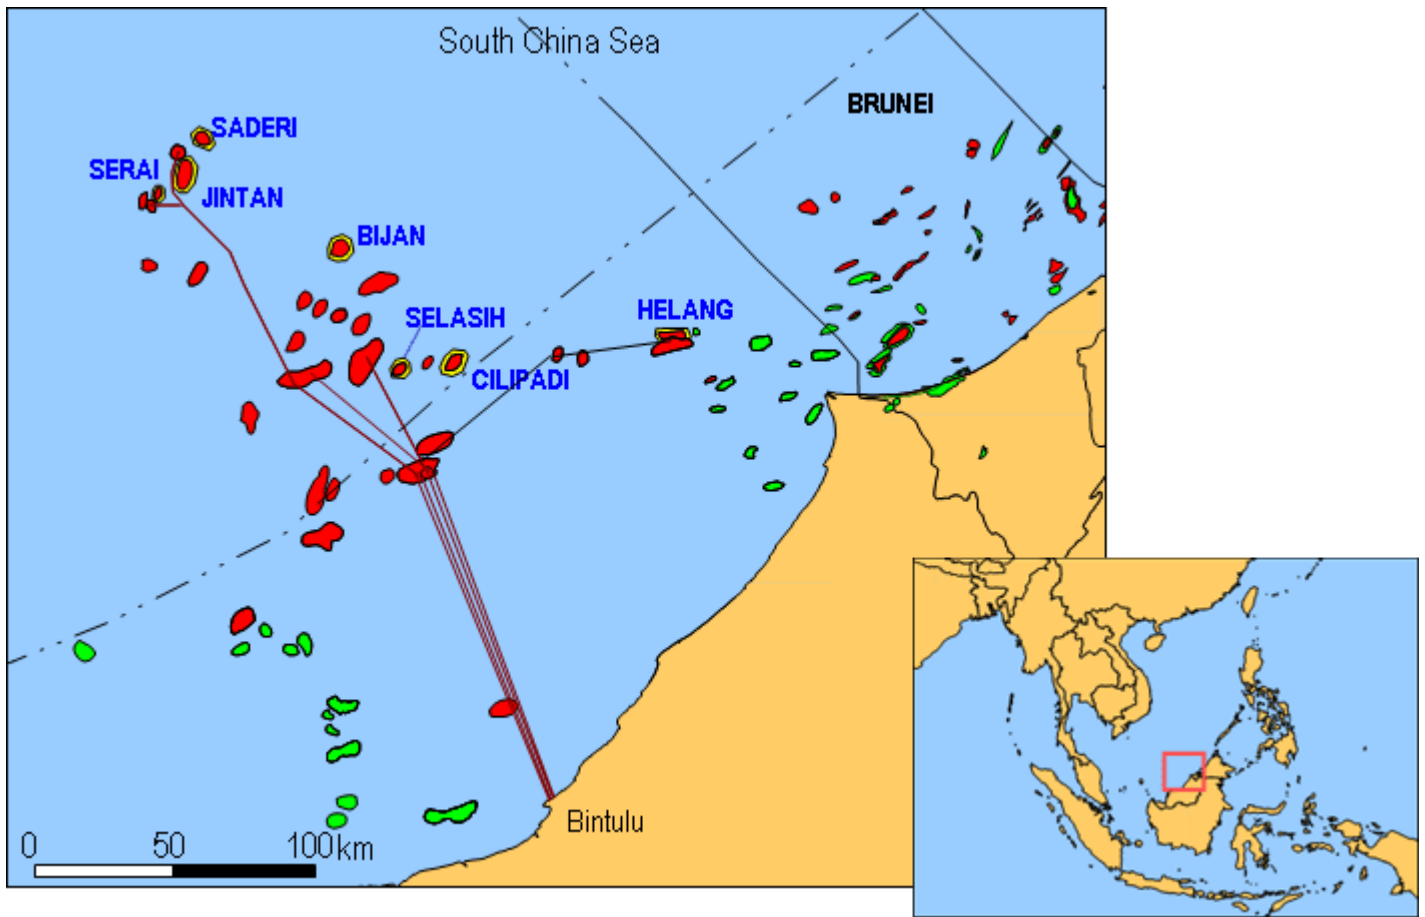 South China Sea
BRUNEI
SADERI
SERAI
JINTAN
BIJAN
HELANG
SELASIH
CILIPADI
Bintulu
0 50 100km